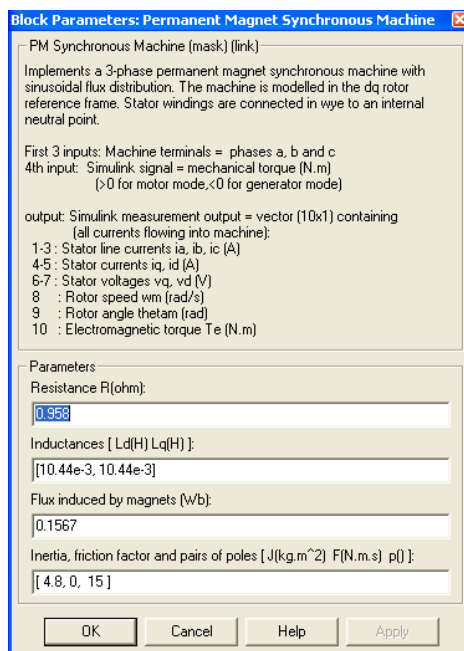 Block Parameters: Permanent Magnet Synchronous Machine
PM Synchronous Machine (mask) (link)
Implements a 3-phase permanent magnet synchronous machine with
sinusoidal flux distribution. The machine is modelled in the dq rotor
reference frame. Stator windings are connected in wye to an internal
neutral point.
First 3 inputs: Machine terminals = phases a, b and c
4th input: Simulink signal = mechanical torque (N.m)
(>0 for motor mode,<0 for generator mode)
output: Simulink measurement output = vector (10x1) containing
(all currents flowing into machine):
1-3 : Stator line currents ia, ib, ic (A)
4-5 : Stator currents iq, id (A)
6-7 : Stator voltages vq, vd (V)
8 : Rotor speed wm (rad/s)
9 : Rotor angle thetam (rad)
10 : Electromagnetic torque Te (N.m)
Parameters
Resistance R(ohm):
0.958
Inductances [ Ld(H) Lq(H) ]:
[10.44e-3, 10.44e-3]
Flux induced by magnets (Wb):
0.1567
Inertia, friction factor and pairs of poles [ J(kg.m^2) F(N.m.s) p() ]:
[ 4.8, 0, 15 ]
OK Cancel Help Apply